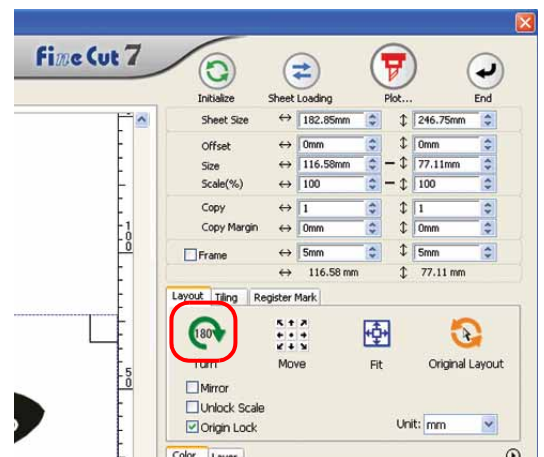 FineCut 7
Initialize Sheet Loading Plot... End
Sheet Size 182.85mm 246.75mm
Offset 0mm 0mm
Size 116.58mm 77.11mm
Scale(%) 100 100
Copy 1 1
Copy Margin 0mm 0mm
Frame 5mm 5mm
116.58 mm 77.11 mm
100
Layout Tiling Register Mark
180
Turn Move Fit Original Layout
50
Mirror
Unlock Scale
Origin Lock Unit: mm
Color Layer